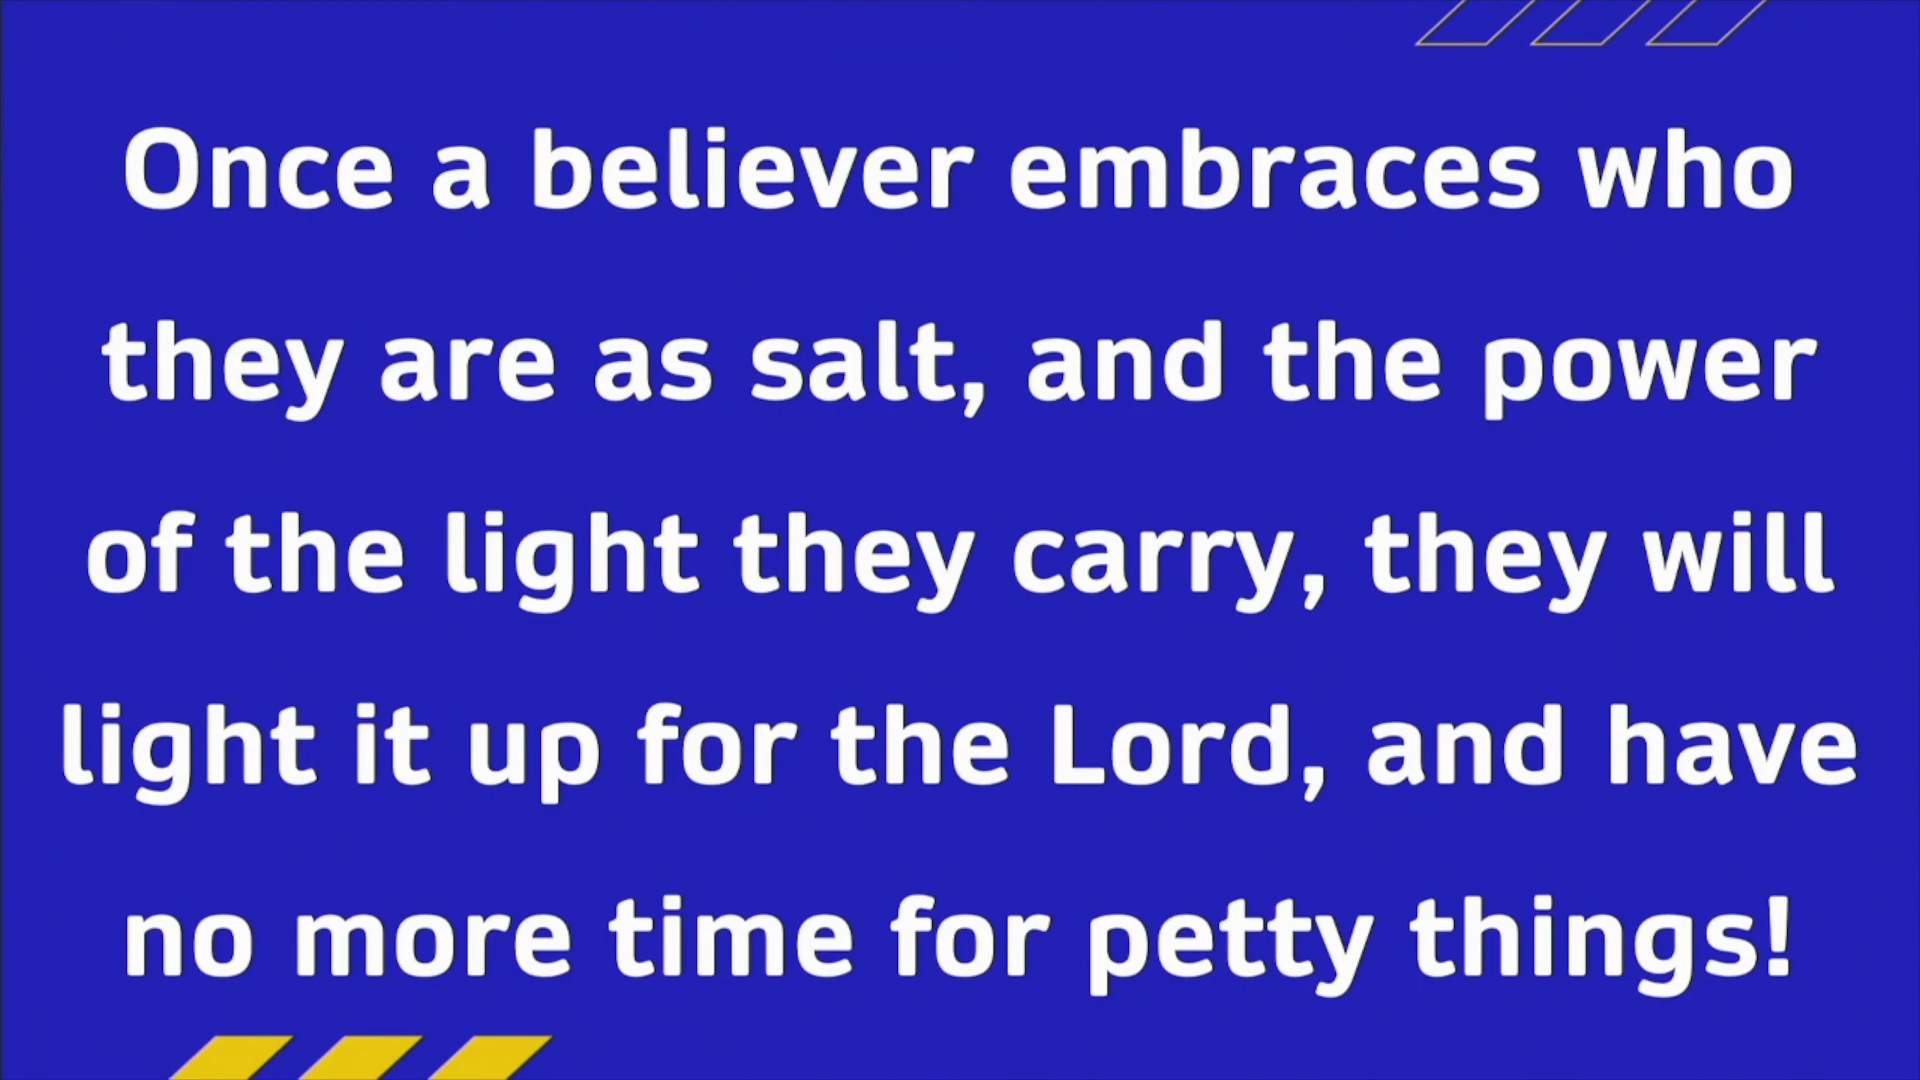 Once a believer embraces who
they are as salt, and the power
of the light they carry, they will
light it up for the Lord, and have
no more time for petty things!